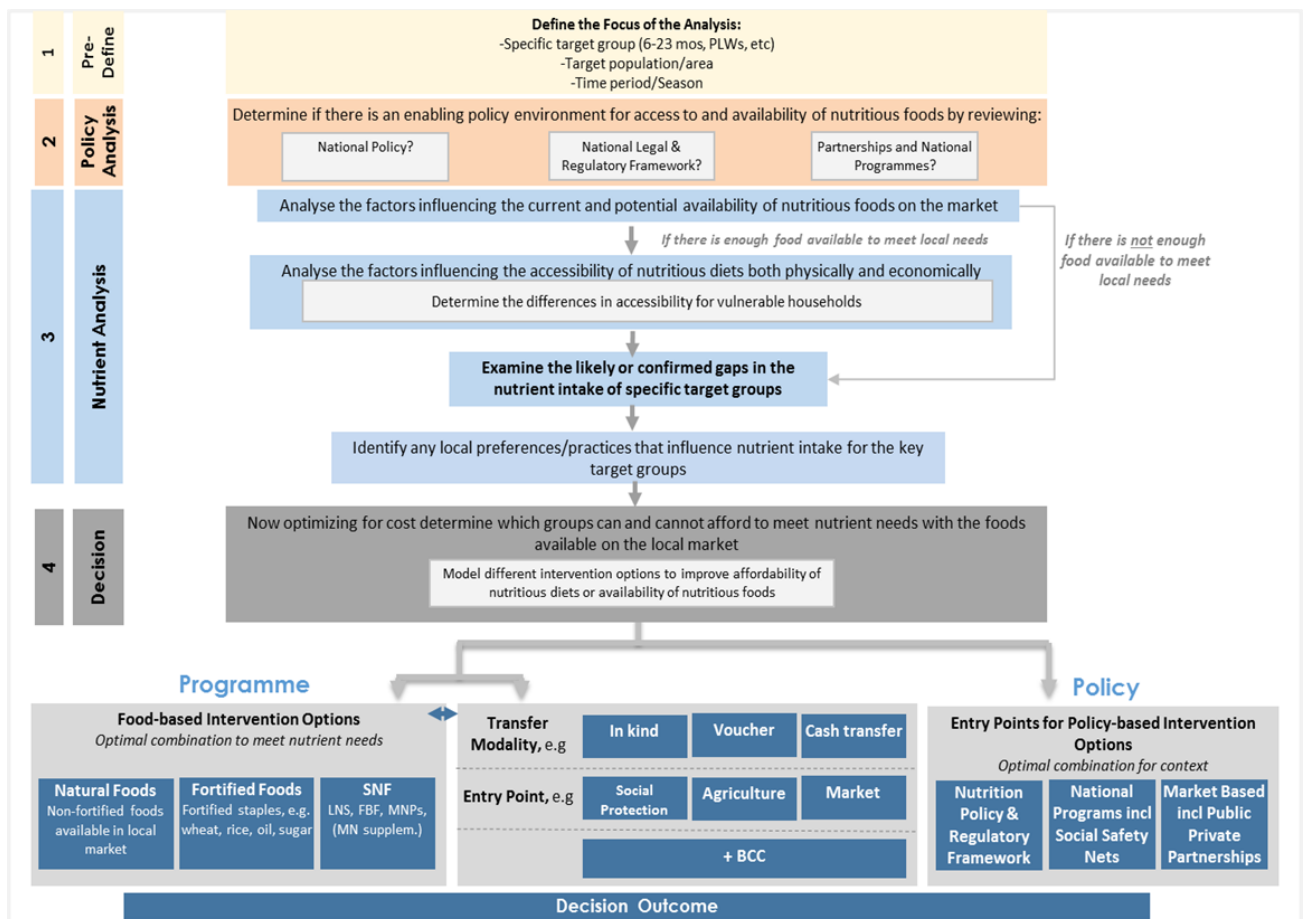 1
Pre-
Define
Define the Focus of the Analysis:
-Specific target group (6-23 mos, PLWs, etc)
-Target population/area
-Time period/Season
2
Policy
Analysis
Determine if there is an enabling policy environment for access to and availability of nutritious foods by reviewing:
National Policy?
National Legal &
Regulatory Framework?
Partnerships and National
Programmes?
3
Nutrient Analysis
Analyse the factors influencing the current and potential availability of nutritious foods on the market
If there is enough food available to meet local needs
If there is not enough
food available to meet
local needs
Analyse the factors influencing the accessibility of nutritious diets both physically and economically
Determine the differences in accessibility for vulnerable households
Examine the likely or confirmed gaps in the
nutrient intake of specific target groups
Identify any local preferences/practices that influence nutrient intake for the key
target groups
4
Decision
Now optimizing for cost determine which groups can and cannot afford to meet nutrient needs with the foods
available on the local market
Model different intervention options to improve affordability of
nutritious diets or availability of nutritious foods
Programme
Food-based Intervention Options
Optimal combination to meet nutrient needs
Natural Foods
Non-fortified foods
available in local
market
Fortified Foods
Fortified staples, e.g.
wheat, rice, oil, sugar
SNF
LNS, FBF, MNPs,
(MN supplem.)
Transfer
Modality, e.g
In kind
Voucher
Cash transfer
Entry Point, e.g
Social
Protection
Agriculture
Market
+ BCC
Policy
Entry Points for Policy-based Intervention
Options
Optimal combination for context
Nutrition
Policy &
Regulatory
Framework
National
Programs incl
Social Safety
Nets
Market Based
incl Public
Private
Partnerships
Decision Outcome